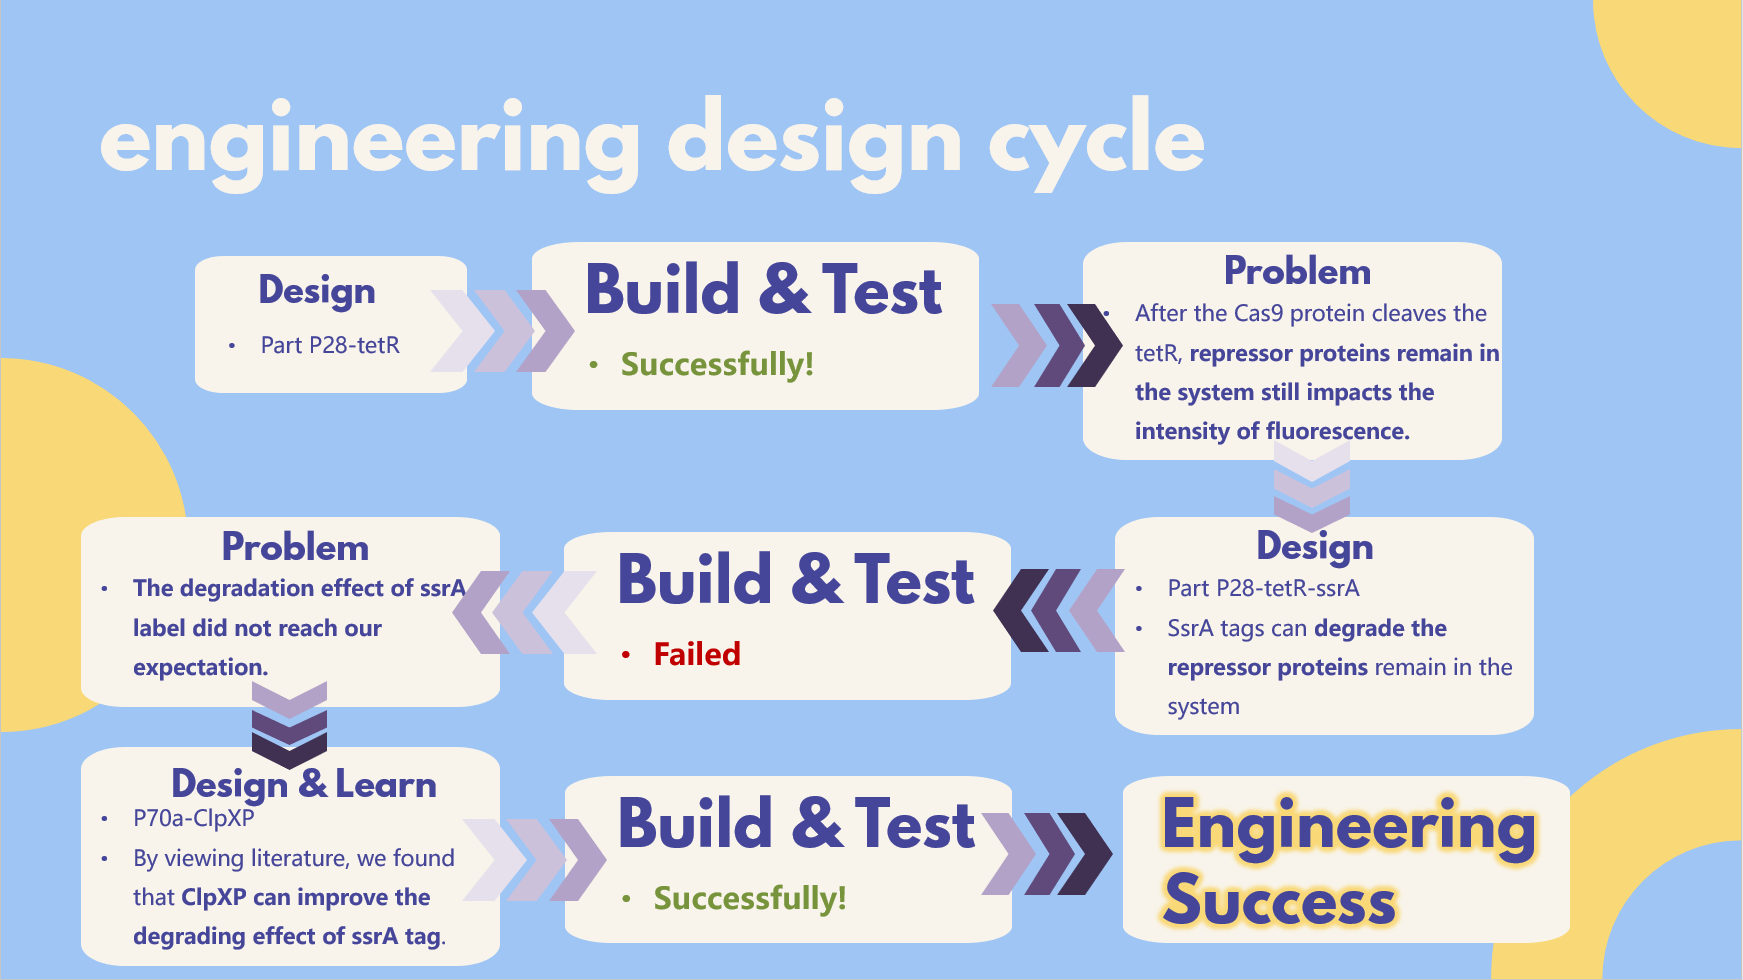 engineering design cycle
Design
• Part P28-tetR
Build & Test
• Successfully!
Problem
• After the Cas9 protein cleaves the
tetR, repressor proteins remain in
the system still impacts the
intensity of fluorescence.
Design
• Part P28-tetR-ssrA
• SsrA tags can degrade the
repressor proteins remain in the
system
Build & Test
• Failed
Problem
• The degradation effect of ssrA
label did not reach our
expectation.
Design & Learn
• P70a-ClpXP
• By viewing literature, we found
that ClpXP can improve the
degrading effect of ssrA tag.
Build & Test
• Successfully!
Engineering
Success